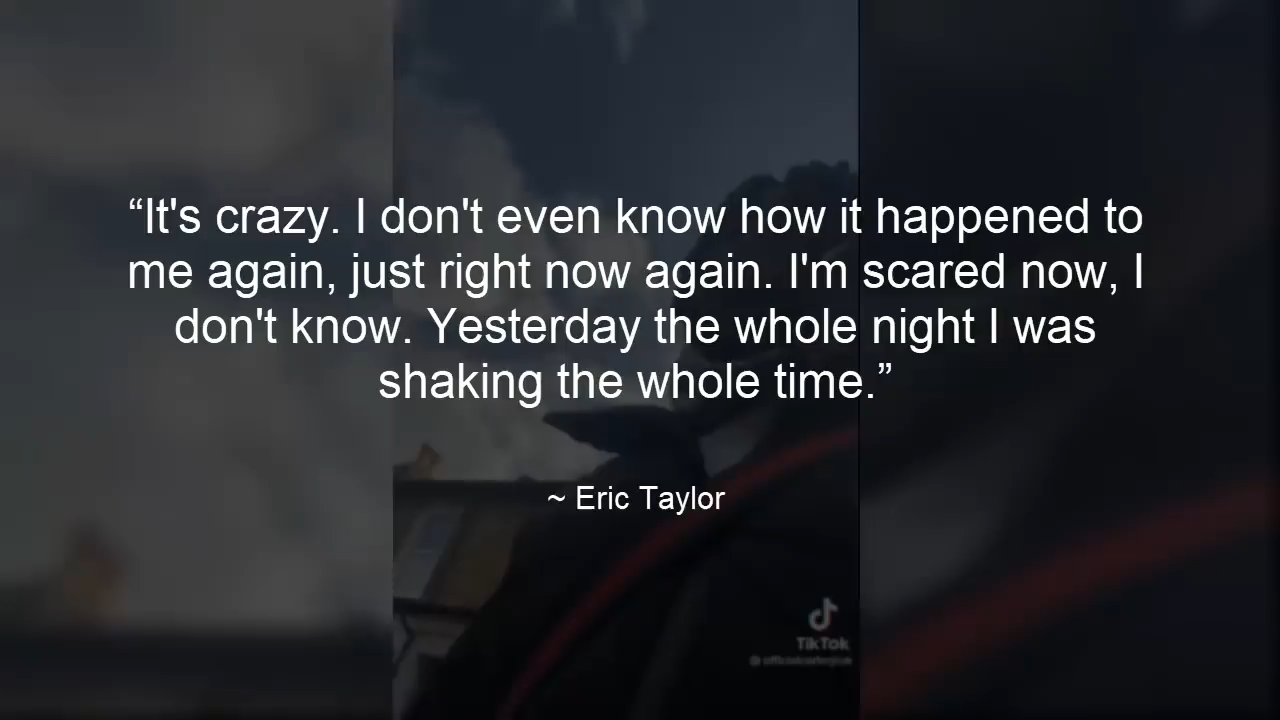 “It's crazy. I don't even know how it happened to
me again, just right now again. I'm scared now, I
don't know. Yesterday the whole night I was
shaking the whole time.”
~ Eric Taylor
TikTok